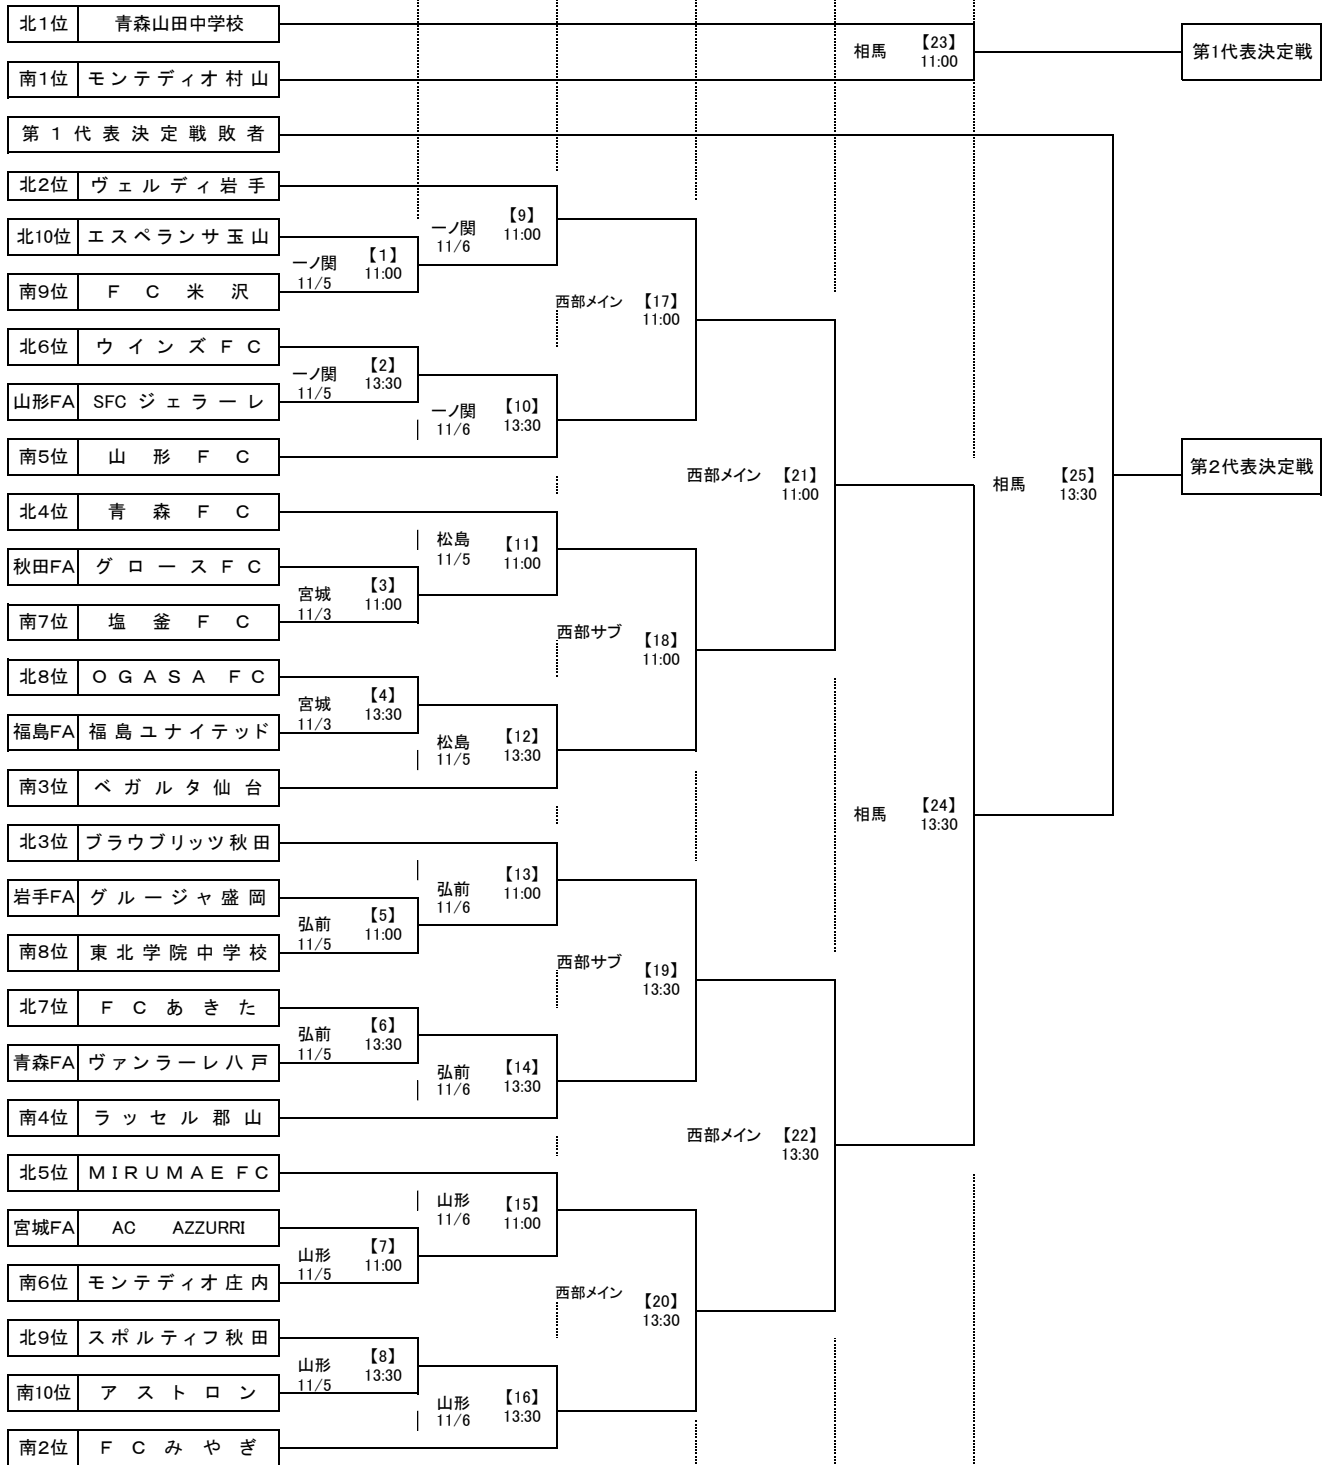 北1位 青森山田中学校
相馬 【23】
11:00
第1代表決定戦
南1位 モンテディオ村山
第1代表決定戦敗者
北2位 ヴェルディ岩手
一ノ関 【9】
11/6 11:00
北10位 エスペランサ玉山
一ノ関 【1】
11/5 11:00
南9位 FC米沢
西部メイン 【17】
11:00
北6位 ウインズFC
一ノ関 【2】
11/5 13:30
山形FA SFCジェラーレ
一ノ関 【10】
11/6 13:30
南5位 山形FC
西部メイン 【21】
11:00
相馬 【25】
13:30
第2代表決定戦
北4位 青森FC
松島 【11】
11/5 11:00
秋田FA グロースFC
宮城 【3】
11/3 11:00
南7位 塩釜FC
西部サブ 【18】
11:00
北8位 OGASA FC
宮城 【4】
11/3 13:30
福島FA 福島ユナイテッド
松島 【12】
11/5 13:30
南3位 ベガルタ仙台
相馬 【24】
13:30
北3位 ブラウブリッツ秋田
弘前 【13】
11/6 11:00
岩手FA グルージャ盛岡
弘前 【5】
11/5 11:00
南8位 東北学院中学校
西部サブ 【19】
13:30
北7位 FCあきた
弘前 【6】
11/5 13:30
青森FA ヴァンラーレ八戸
弘前 【14】
11/6 13:30
南4位 ラッセル郡山
西部メイン 【22】
13:30
北5位 MIRUMAE FC
山形 【15】
11/6 11:00
宮城FA AC AZZURRI
山形 【7】
11/5 11:00
南6位 モンテディオ庄内
西部メイン 【20】
13:30
北9位 スポルティフ秋田
山形 【8】
11/5 13:30
南10位 アストロン
山形 【16】
11/6 13:30
南2位 FCみやぎ